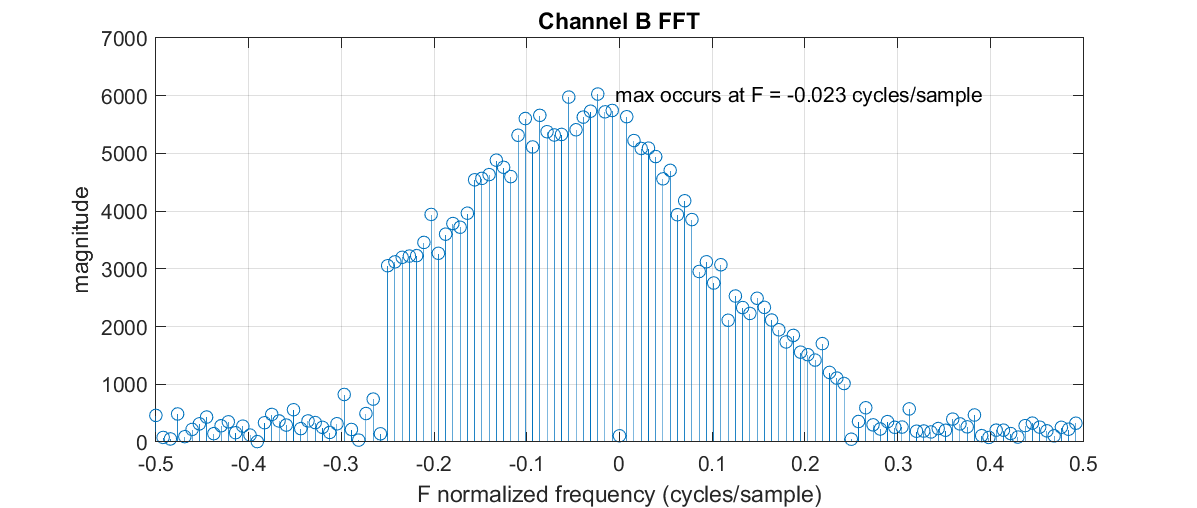 Channel B FFT
7000
6000
5000
4000
3000
2000
1000
0
magnitude
max occurs at F = -0.023 cycles/sample
-0.5 -0.4 -0.3 -0.2 -0.1 0 0.1 0.2 0.3 0.4 0.5
F normalized frequency (cycles/sample)